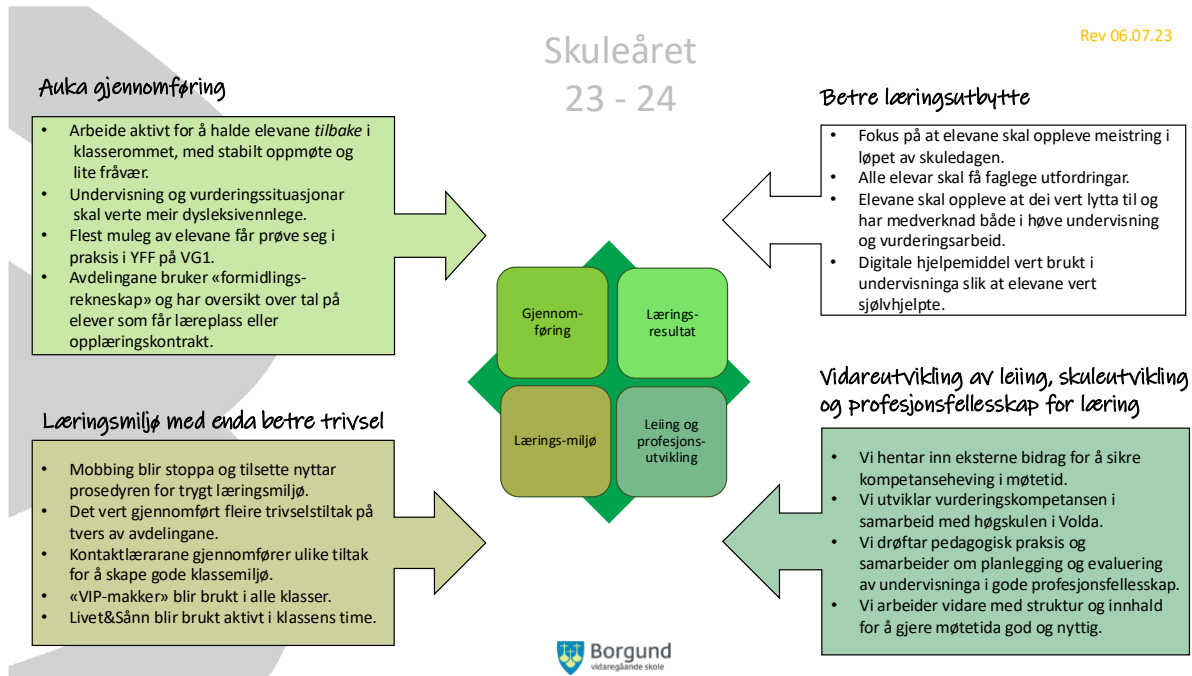 Skuleåret
23 - 24
Rev 06.07.23
Auka gjennomføring
• Arbeide aktivt for å halde elevane tilbake i
klasserommet, med stabilt oppmøte og
lite fråvær.
• Undervisning og vurderingssituasjonar
skal verte meir dysleksivennlege.
• Flest muleg av elevane får prøve seg i
praksis i YFF på VG1.
• Avdelingane bruker «formidlings-
rekneskap» og har oversikt over tal på
elever som får læreplass eller
opplæringskontrakt.
Betre læringsutbytte
• Fokus på at elevane skal oppleve meistring i
løpet av skuledagen.
• Alle elevar skal få faglege utfordringar.
• Elevane skal oppleve at dei vert lytta til og
har medverknad både i høve undervisning
og vurderingsarbeid.
• Digitale hjelpemiddel vert brukt i
undervisninga slik at elevane vert
sjølvhjelpte.
Gjennom-
føring
Lærings-
resultat
Lærings-miljø
Leiing og
profesjons-
utvikling
Læringsmiljø med enda betre trivsel
• Mobbing blir stoppa og tilsette nyttar
prosedyren for trygt læringsmiljø.
• Det vert gjennomført fleire trivselstiltak på
tvers av avdelingane.
• Kontaktlærarane gjennomfører ulike tiltak
for å skape gode klassemiljø.
• «VIP-makker» blir brukt i alle klasser.
• Livet&Sånn blir brukt aktivt i klassens time.
Vidareutvikling av leiing, skuleutvikling
og profesjonsfellesskap for læring
• Vi hentar inn eksterne bidrag for å sikre
kompetanseheving i møtetid.
• Vi utviklar vurderingskompetansen i
samarbeid med høgskulen i Volda.
• Vi drøftar pedagogisk praksis og
samarbeider om planlegging og evaluering
av undervisninga i gode profesjonsfellesskap.
• Vi arbeider vidare med struktur og innhald
for å gjere møtetida god og nyttig.
Borgund
vidaregåande skole